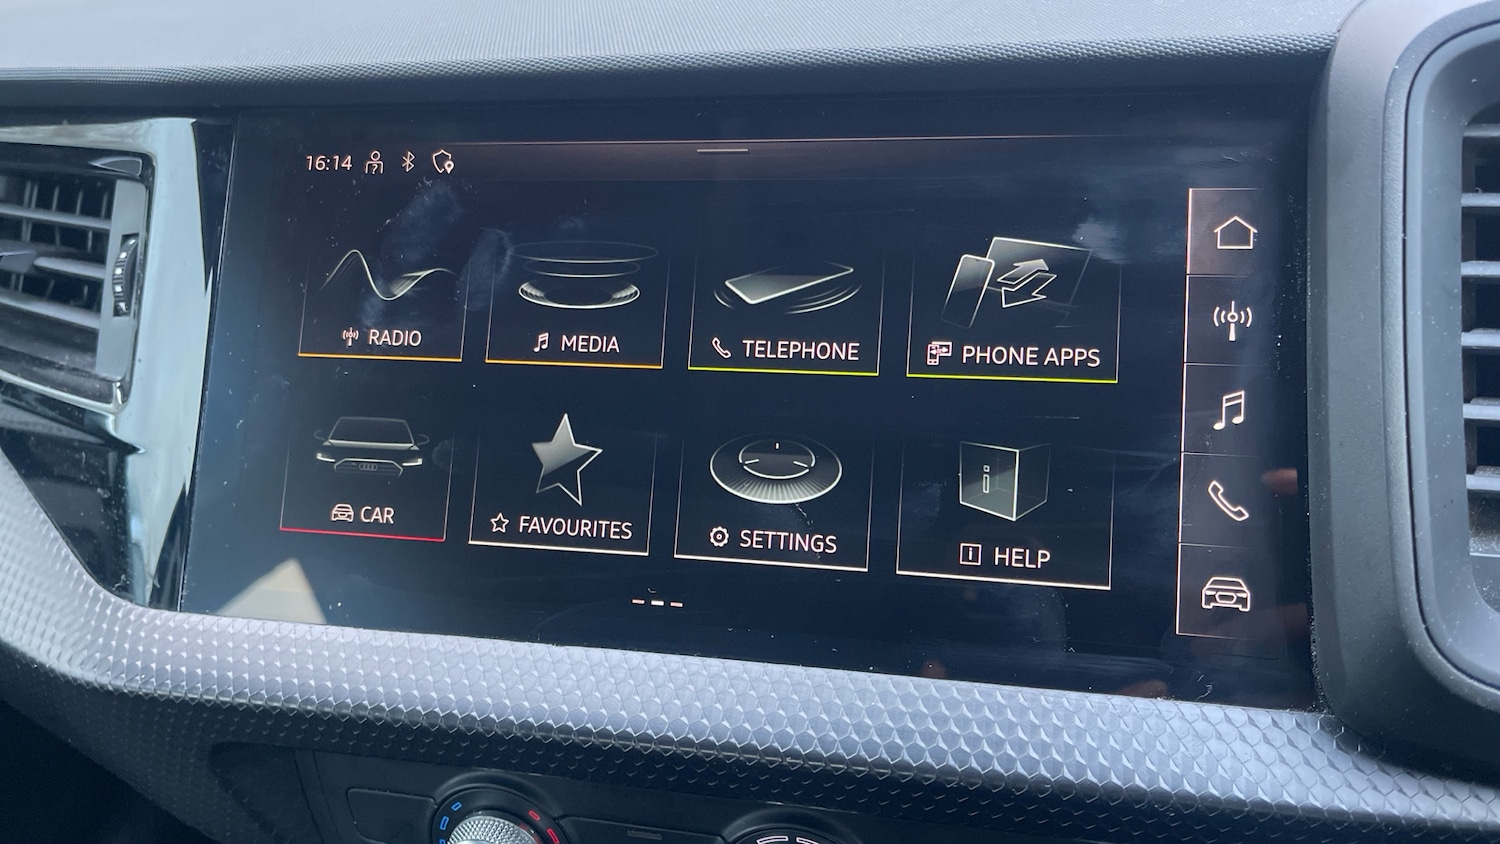 16:14
RADIO
MEDIA
TELEPHONE
PHONE APPS
CAR
FAVOURITES
SETTINGS
HELP